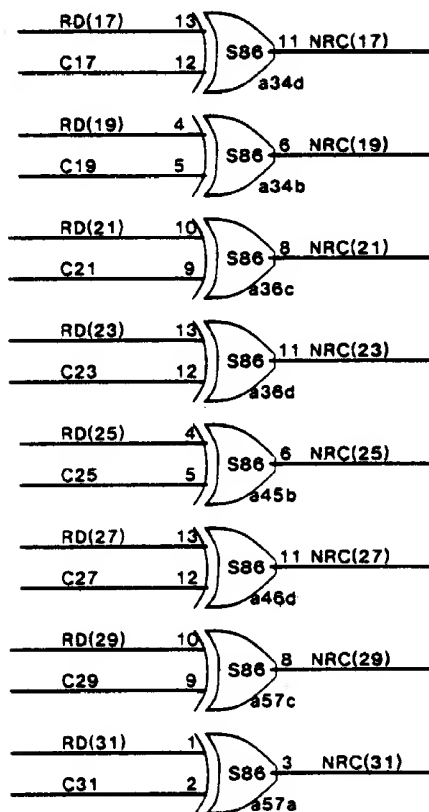 RD(17) 13
C17 12
S86
11 NRC(17)
a34d
RD(19) 4
C19 5
S86
6 NRC(19)
a34b
RD(21) 10
C21 9
S86
8 NRC(21)
a36c
RD(23) 13
C23 12
S86
11 NRC(23)
a36d
RD(25) 4
C25 5
S86
6 NRC(25)
a45b
RD(27) 13
C27 12
S86
11 NRC(27)
a46d
RD(29) 10
C29 9
S86
8 NRC(29)
a57c
RD(31) 1
C31 2
S86
3 NRC(31)
a57a